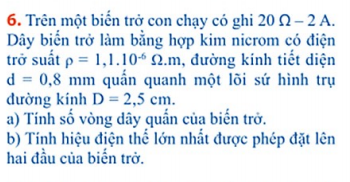 6. Trên một biến trở con chạy có ghi 20 Ω – 2 A.
Dây biến trở làm bằng hợp kim nicrom có điện
trở suất ρ = 1,1.10⁻⁶ Ω.m, đường kính tiết diện
d = 0,8 mm quấn quanh một lõi sứ hình trụ
đường kính D = 2,5 cm.
a) Tính số vòng dây quấn của biến trở.
b) Tính hiệu điện thế lớn nhất được phép đặt lên
hai đầu của biến trở.